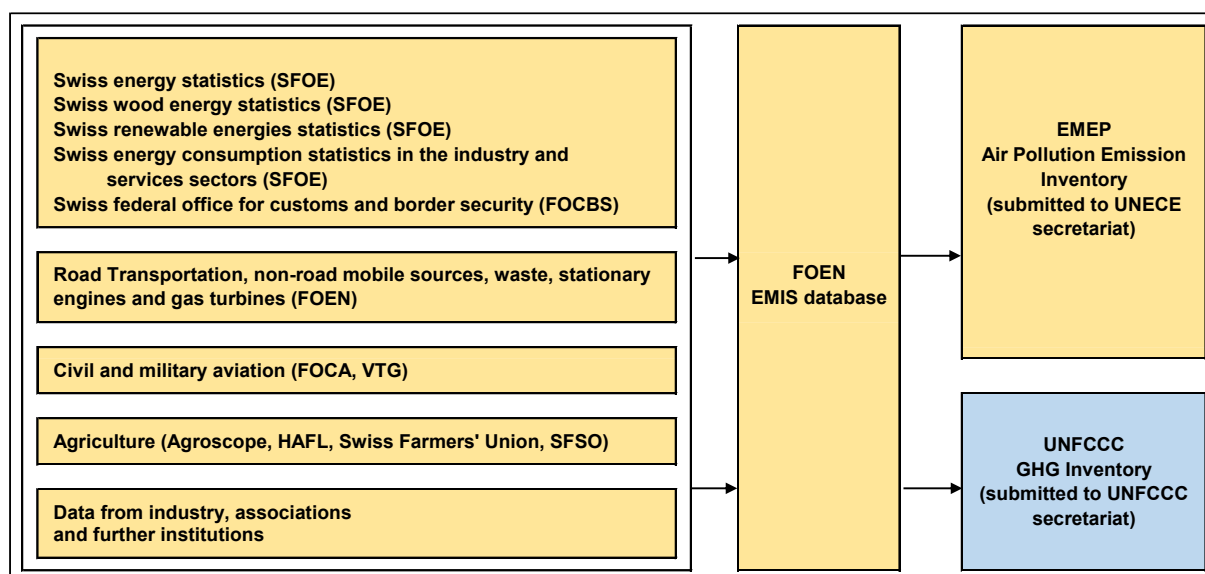 Swiss energy statistics (SFOE)
Swiss wood energy statistics (SFOE)
Swiss renewable energies statistics (SFOE)
Swiss energy consumption statistics in the industry and
services sectors (SFOE)
Swiss federal office for customs and border security (FOCBS)
Road Transportation, non-road mobile sources, waste, stationary
engines and gas turbines (FOEN)
Civil and military aviation (FOCA, VTG)
Agriculture (Agroscope, HAFL, Swiss Farmers' Union, SFSO)
Data from industry, associations
and further institutions
FOEN
EMIS database
EMEP
Air Pollution Emission
Inventory
(submitted to UNECE
secretariat)
UNFCCC
GHG Inventory
(submitted to UNFCCC
secretariat)